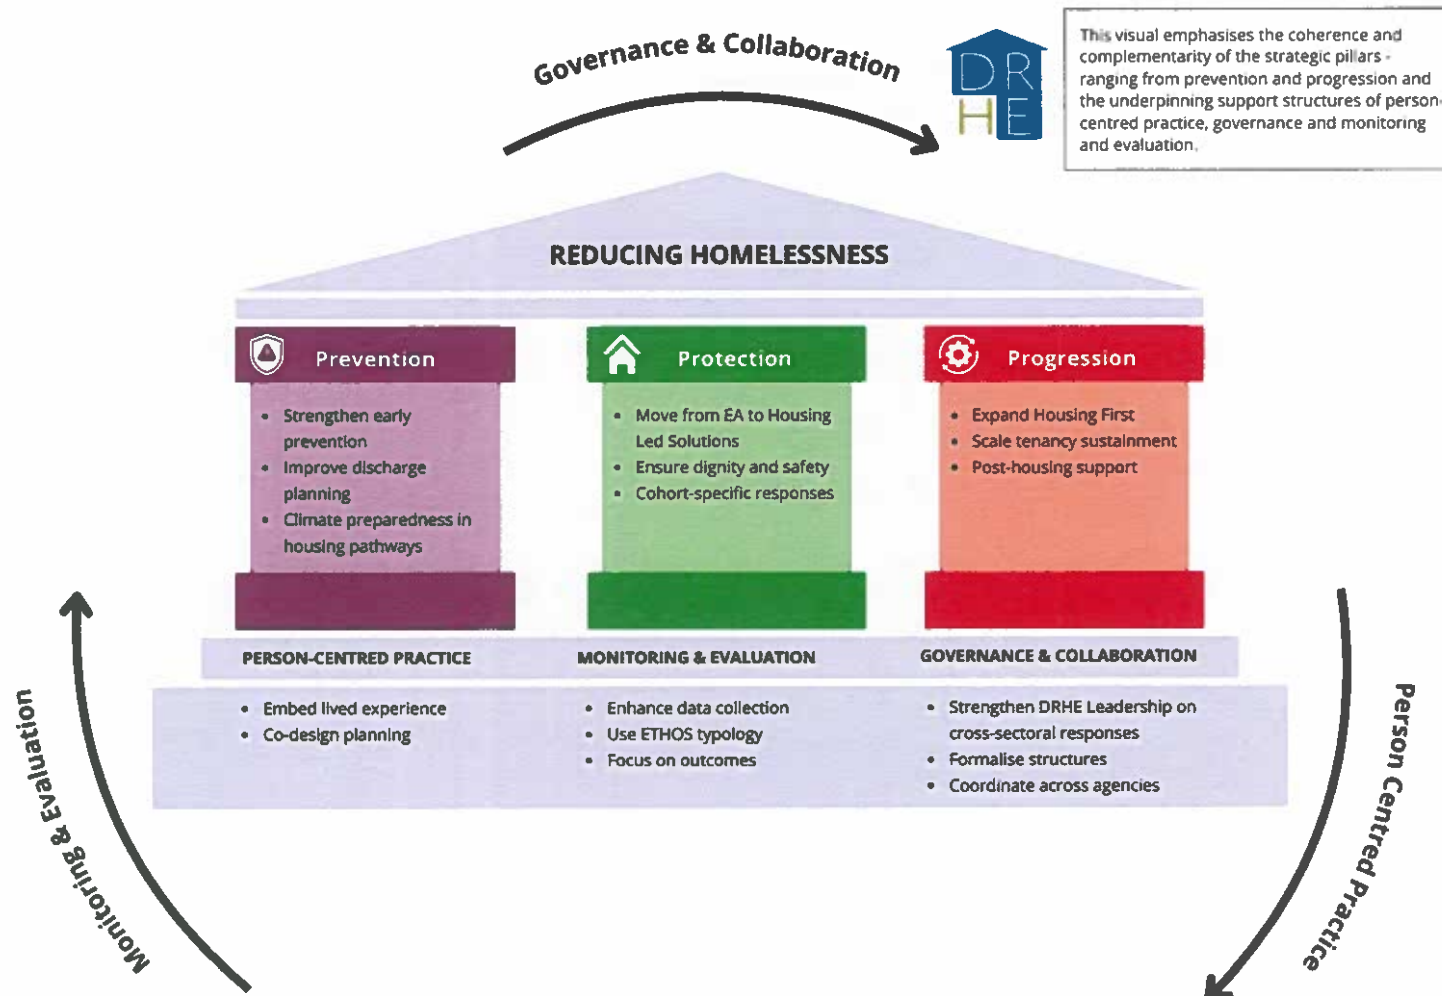 Governance & Collaboration
DR
HE
This visual emphasises the coherence and
complementarity of the strategic pillars -
ranging from prevention and progression and
the underpinning support structures of person-
centred practice, governance and monitoring
and evaluation.
REDUCING HOMELESSNESS
Prevention
• Strengthen early
prevention
• Improve discharge
planning
• Climate preparedness in
housing pathways
Protection
• Move from EA to Housing
Led Solutions
• Ensure dignity and safety
• Cohort-specific responses
Progression
• Expand Housing First
• Scale tenancy sustainment
• Post-housing support
PERSON-CENTRED PRACTICE
• Embed lived experience
• Co-design planning
MONITORING & EVALUATION
• Enhance data collection
• Use ETHOS typology
• Focus on outcomes
GOVERNANCE & COLLABORATION
• Strengthen DRHE Leadership on
cross-sectoral responses
• Formalise structures
• Coordinate across agencies
Person Centred Practice
Monitoring & Evaluation